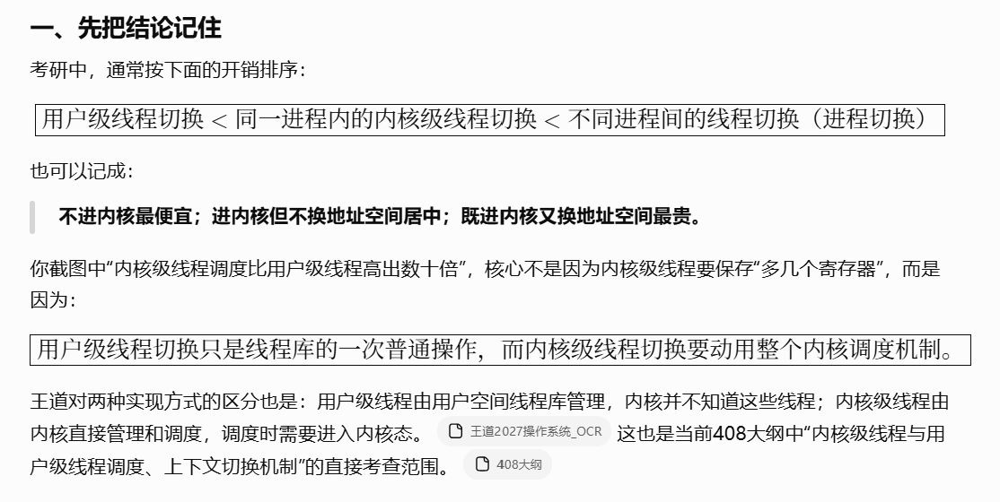 一、先把结论记住
考研中，通常按下面的开销排序：
用户级线程切换 < 同一进程内的内核级线程切换 < 不同进程间的线程切换（进程切换）
也可以记成：
不进内核最便宜；进内核但不换地址空间居中；既进内核又换地址空间最贵。
你截图中“内核级线程调度比用户级线程高出数十倍”，核心不是因为内核级线程要保存“多几个寄存器”，而是
因为：
用户级线程切换只是线程库的一次普通操作，而内核级线程切换要动用整个内核调度机制。
王道对两种实现方式的区分也是：用户级线程由用户空间线程库管理，内核并不知道这些线程；内核级线程由
内核直接管理和调度，调度时需要进入内核态。 王道2027操作系统_OCR 这也是当前408大纲中“内核级线程与用
户级线程调度、上下文切换机制”的直接考查范围。 408大纲